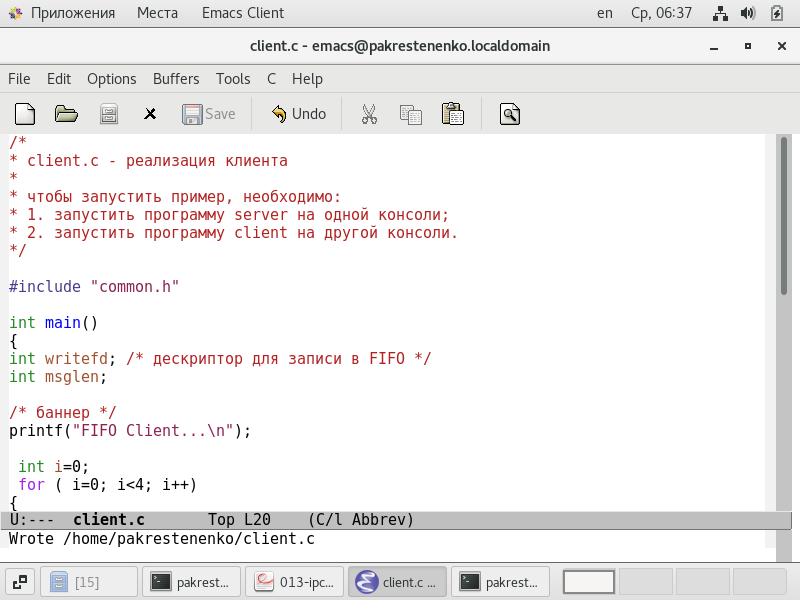 Приложения Места Emacs Client en Ср, 06:37
client.c - emacs@pakrestenenko.localdomain
File Edit Options Buffers Tools C Help
Save Undo
/*
* client.c - реализация клиента
*
* чтобы запустить пример, необходимо:
* 1. запустить программу server на одной консоли;
* 2. запустить программу client на другой консоли.
*/
#include "common.h"
int main()
{
int writefd; /* дескриптор для записи в FIFO */
int msglen;
/* баннер */
printf("FIFO Client...\n");
int i=0;
for ( i=0; i<4; i++)
{
U:--- client.c Top L20 (C/l Abbrev)
Wrote /home/pakrestenenko/client.c
[15] pakrest... 013-ipc... client.c ... pakrest...